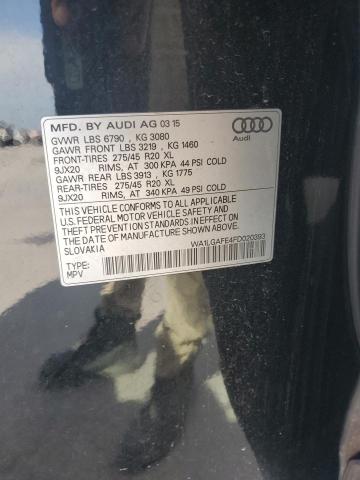 MFD. BY AUDI AG 03 15
GVWR LBS 6790 , KG 3080
GAWR FRONT LBS 3219 , KG 1460
FRONT-TIRES 275/45 R20 XL
9JX20 RIMS, AT 300 KPA 44 PSI COLD
GAWR REAR LBS 3913 , KG 1775
REAR-TIRES 275/45 R20 XL
9JX20 RIMS, AT 340 KPA 49 PSI COLD
THIS VEHICLE CONFORMS TO ALL APPLICABLE
U.S. FEDERAL MOTOR VEHICLE SAFETY, BUMPER AND
THEFT PREVENTION STANDARDS IN EFFECT ON
THE DATE OF MANUFACTURE SHOWN ABOVE.
SLOVAKIA WA1LGAFE4FD020393
TYPE:
MPV
Audi